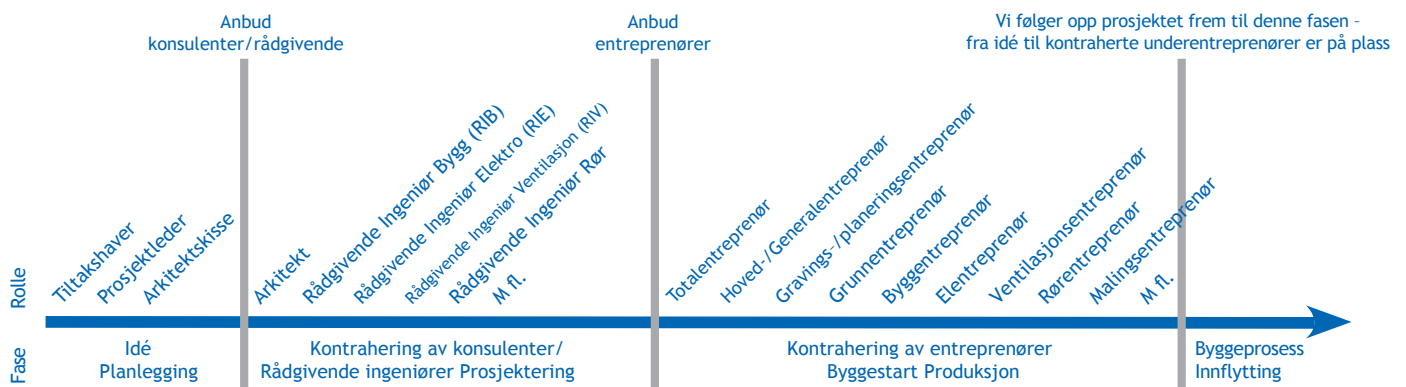 Anbud
konsulenter/rådgivende
Anbud
entreprenører
Vi følger opp prosjektet frem til denne fasen –
fra idé til kontraherte underentreprenører er på plass
Rolle
Tiltakshaver
Prosjektleder
Arkitektskisse
Arkitekt
Rådgivende Ingeniør Bygg (RIB)
Rådgivende Ingeniør Elektro (RIE)
Rådgivende Ingeniør Ventilasjon (RIV)
Rådgivende Ingeniør Rør
M fl.
Totalentreprenør
Hoved-/Generalentreprenør
Gravings-/planeringsentreprenør
Grunnentreprenør
Byggentreprenør
Elentreprenør
Ventilasjonsentreprenør
Rørentreprenør
Malingsentreprenør
M fl.
Fase
Idé
Planlegging
Kontrahering av konsulenter/
Rådgivende ingeniører Prosjektering
Kontrahering av entreprenører
Byggestart Produksjon
Byggeprosess
Innflytting